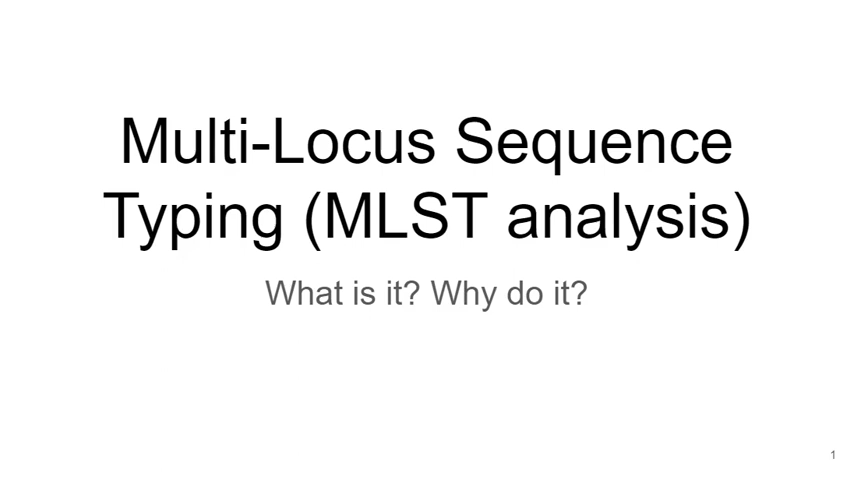 Multi-Locus Sequence
Typing (MLST analysis)
What is it? Why do it?
1